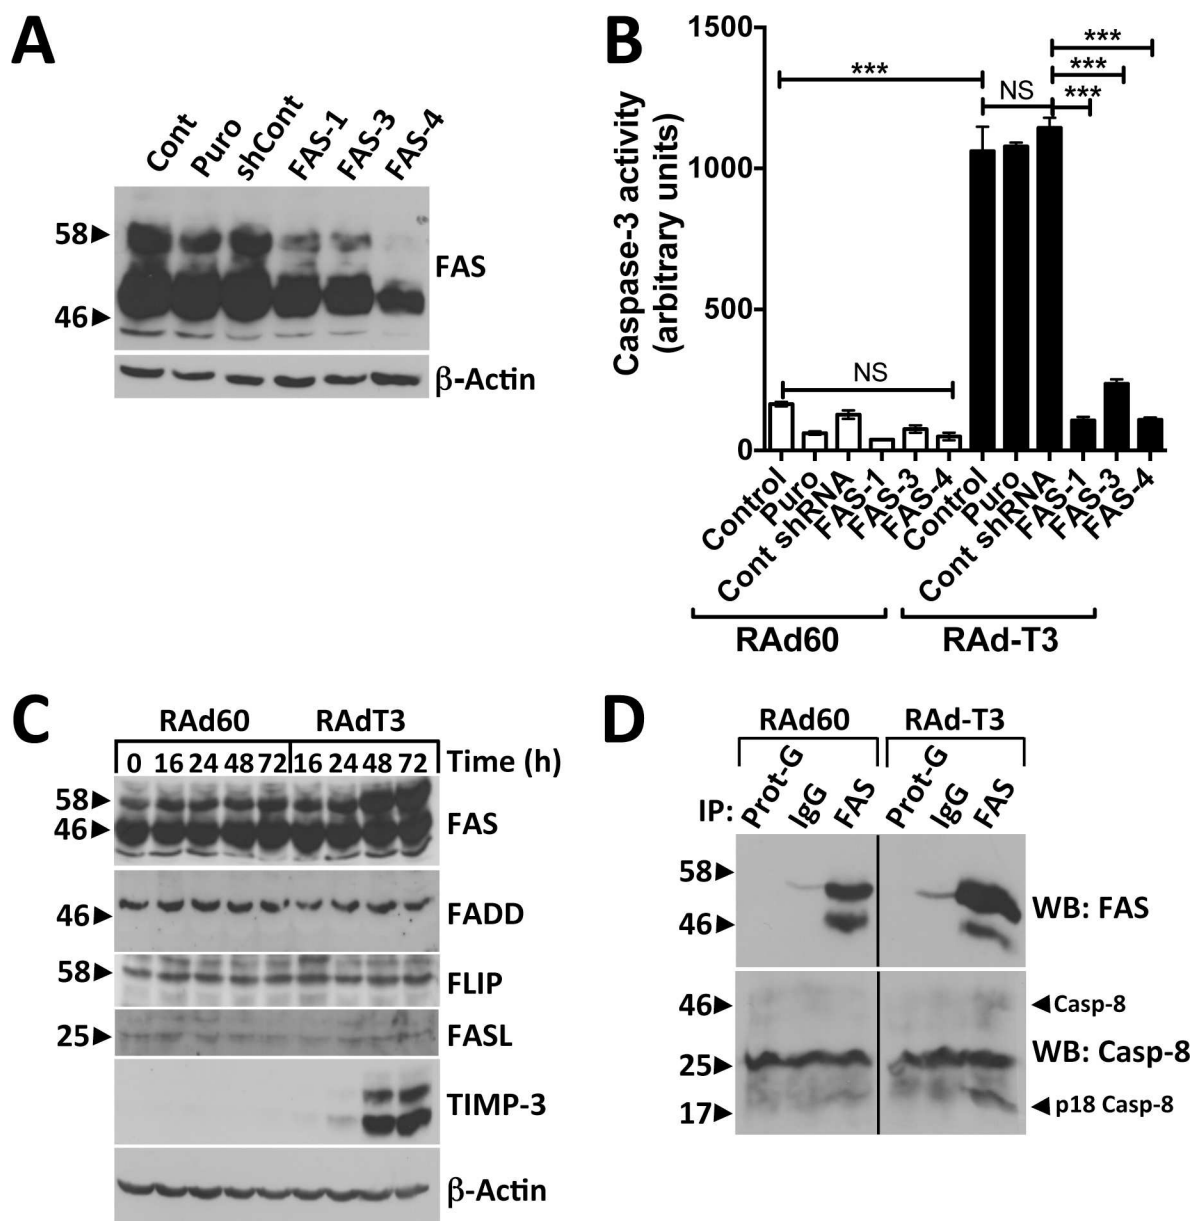 A
Cont
Puro
shCont
FAS-1
FAS-3
FAS-4
58
FAS
46
β-Actin
B
Caspase-3 activity
(arbitrary units)
1500
1000
500
0
***
***
***
NS
***
NS
Control
Puro
Cont shRNA
FAS-1
FAS-3
FAS-4
Control
Puro
Cont shRNA
FAS-1
FAS-3
FAS-4
RAd60
RAd-T3
C
RAd60 RAdT3
0 16 24 48 72 16 24 48 72 Time (h)
58
46
FAS
46
FADD
58
FLIP
25
FASL
TIMP-3
β-Actin
D
RAd60 RAd-T3
IP: Prot-G IgG FAS Prot-G IgG FAS
58
46
WB: FAS
46
Casp-8
WB: Casp-8
25
17
p18 Casp-8